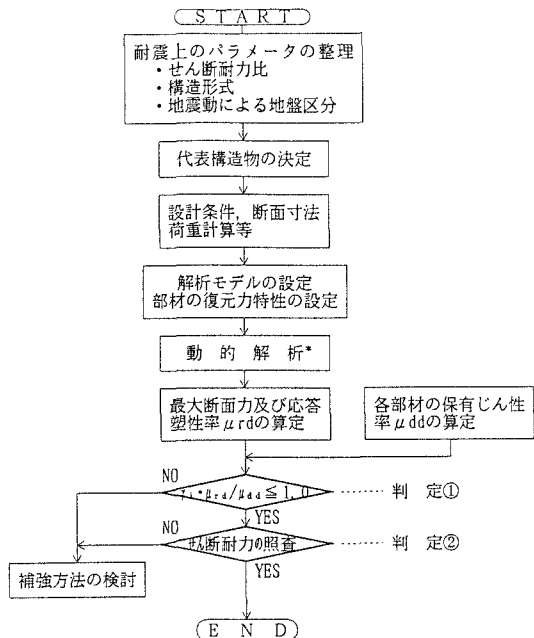 START
耐震上のパラメータの整理
・せん断耐力比
・構造形式
・地震動による地盤区分
代表構造物の決定
設計条件，断面寸法
荷重計算等
解析モデルの設定
部材の復元力特性の設定
動的解析*
最大断面力及び応答
塑性率μrdの算定
各部材の保有じん性
率μddの算定
NO
γi・μrd/μdd≦1.0
判定①
YES
NO
せん断耐力の照査
判定②
YES
補強方法の検討
END